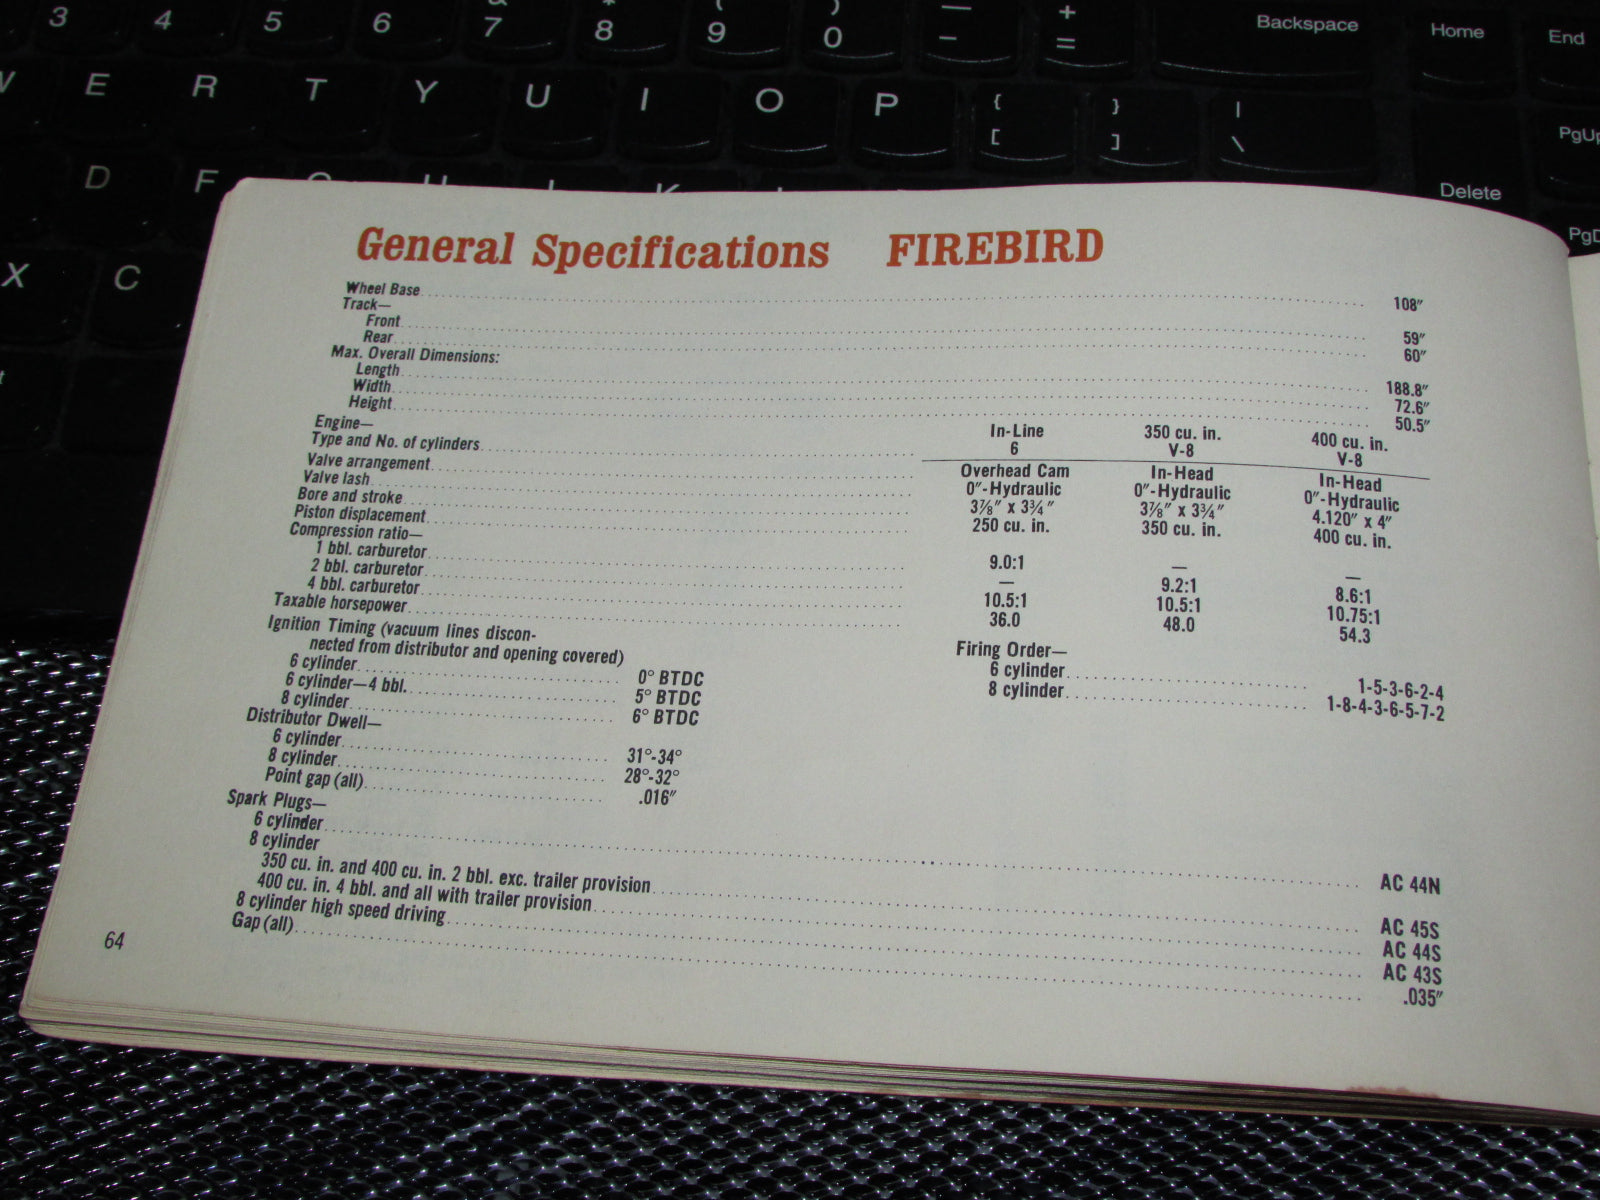 3 4 5 6 7 8 9 0 — – + = Backspace Home End
E R T Y U I O P { [ } ] | \ PgUp
D F Delete
X C
General Specifications FIREBIRD
Wheel Base 108″
Track—
Front 59″
Rear 60″
Max. Overall Dimensions:
Length 188.8″
Width 72.6″
Height 50.5″
Engine— In-Line 350 cu. in. 400 cu. in.
Type and No. of cylinders 6 V-8 V-8
Valve arrangement Overhead Cam In-Head In-Head
Valve lash 0″-Hydraulic 0″-Hydraulic 0″-Hydraulic
Bore and stroke 3⅞″ x 3¾″ 3⅞″ x 3¾″ 4.120″ x 4″
Piston displacement 250 cu. in. 350 cu. in. 400 cu. in.
Compression ratio—
1 bbl. carburetor 9.0:1 — —
2 bbl. carburetor — 9.2:1 8.6:1
4 bbl. carburetor 10.5:1 10.5:1 10.75:1
Taxable horsepower 36.0 48.0 54.3
Ignition Timing (vacuum lines discon-
nected from distributor and opening covered)
6 cylinder 0° BTDC
6 cylinder—4 bbl. 5° BTDC
8 cylinder 6° BTDC
Distributor Dwell—
6 cylinder 31°-34°
8 cylinder 28°-32°
Point gap (all) .016″
Firing Order—
6 cylinder 1-5-3-6-2-4
8 cylinder 1-8-4-3-6-5-7-2
Spark Plugs—
6 cylinder AC 44N
8 cylinder
350 cu. in. and 400 cu. in. 2 bbl. exc. trailer provision AC 45S
400 cu. in. 4 bbl. and all with trailer provision AC 44S
8 cylinder high speed driving AC 43S
Gap (all) .035″
64